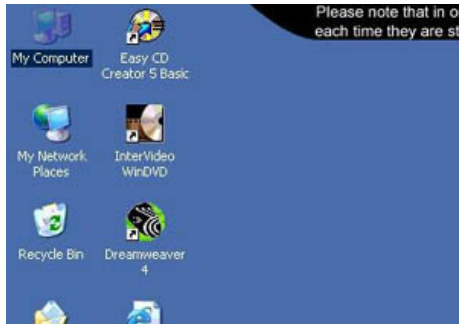 Please note that in o
each time they are st
My Computer
Easy CD
Creator 5 Basic
My Network
Places
InterVideo
WinDVD
Recycle Bin
Dreamweaver
4